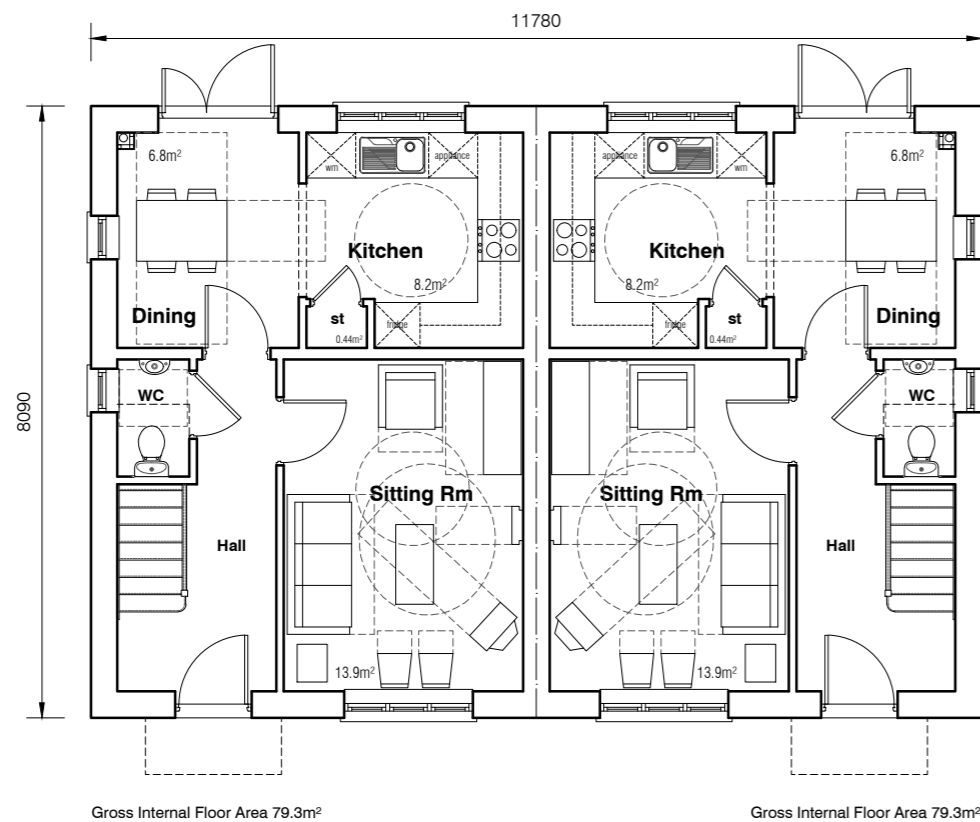 11780
8090
6.8m²
wm
appliance
Kitchen
8.2m²
Dining
st
0.44m²
fridge
WC
Sitting Rm
Hall
13.9m²
appliance
wm
6.8m²
Kitchen
8.2m²
Dining
st
0.44m²
fridge
WC
Sitting Rm
Hall
13.9m²
Gross Internal Floor Area 79.3m²
Gross Internal Floor Area 79.3m²